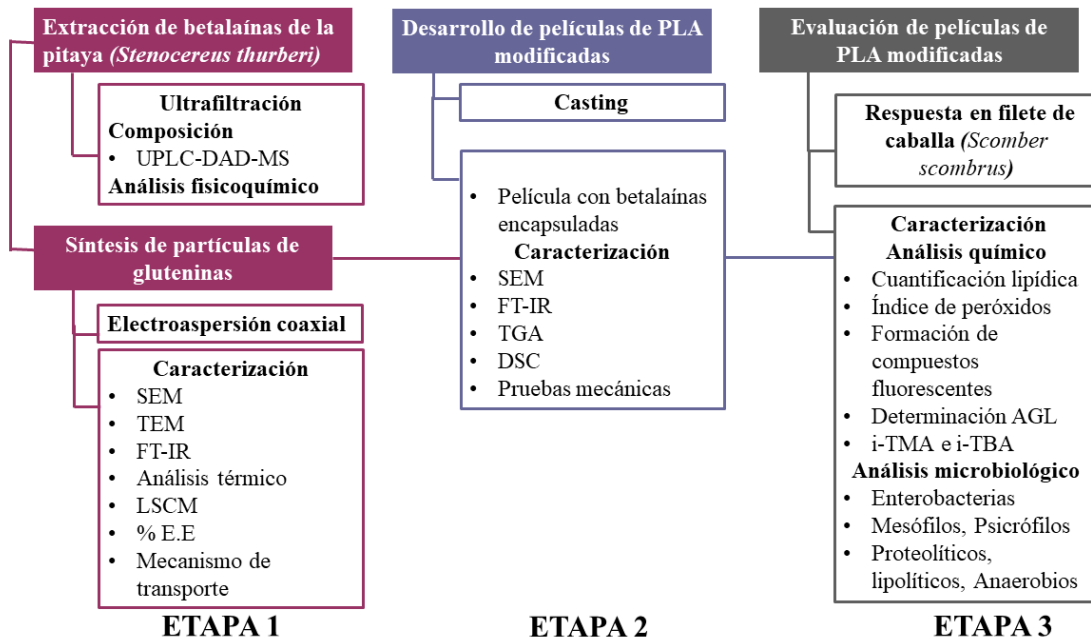 Extracción de betalaínas de la
pitaya (Stenocereus thurberi)
Ultrafiltración
Composición
• UPLC-DAD-MS
Análisis fisicoquímico
Síntesis de partículas de
gluteninas
Electroaspersión coaxial
Caracterización
• SEM
• TEM
• FT-IR
• Análisis térmico
• LSCM
• % E.E
• Mecanismo de
transporte
ETAPA 1
Desarrollo de películas de PLA
modificadas
Casting
• Película con betalaínas
encapsuladas
Caracterización
• SEM
• FT-IR
• TGA
• DSC
• Pruebas mecánicas
ETAPA 2
Evaluación de películas de
PLA modificadas
Respuesta en filete de
caballa (Scomber
scombrus)
Caracterización
Análisis químico
• Cuantificación lipídica
• Índice de peróxidos
• Formación de
compuestos
fluorescentes
• Determinación AGL
• i-TMA e i-TBA
Análisis microbiológico
• Enterobacterias
• Mesófilos, Psicrófilos
• Proteolíticos,
lipolíticos, Anaerobios
ETAPA 3